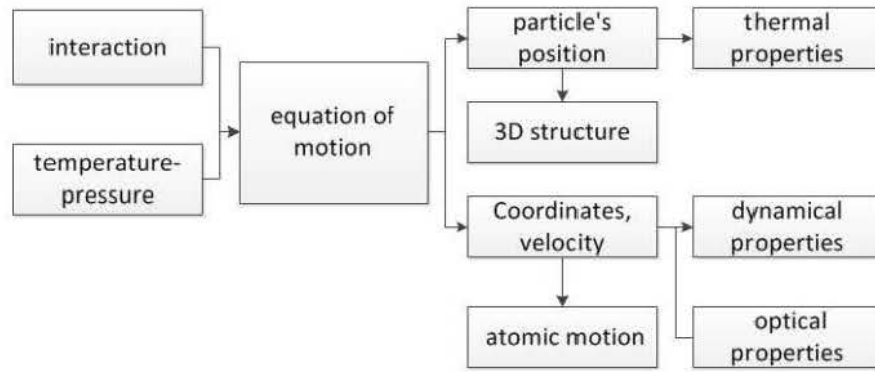 interaction
temperature-
pressure
equation of
motion
particle's
position
thermal
properties
3D structure
Coordinates,
velocity
dynamical
properties
atomic motion
optical
properties